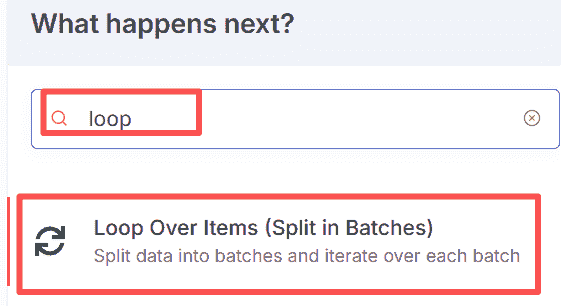 What happens next?
loop
Loop Over Items (Split in Batches)
Split data into batches and iterate over each batch